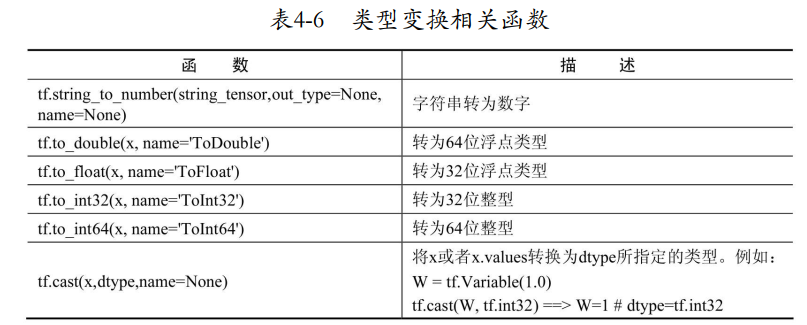 表4-6 类型变换相关函数
函 数 描 述
tf.string_to_number(string_tensor,out_type=None,
name=None) 字符串转为数字
tf.to_double(x, name='ToDouble') 转为64位浮点类型
tf.to_float(x, name='ToFloat') 转为32位浮点类型
tf.to_int32(x, name='ToInt32') 转为32位整型
tf.to_int64(x, name='ToInt64') 转为64位整型
tf.cast(x,dtype,name=None) 将x或者x.values转换为dtype所指定的类型。例如：
W = tf.Variable(1.0)
tf.cast(W, tf.int32) ==> W=1 # dtype=tf.int32